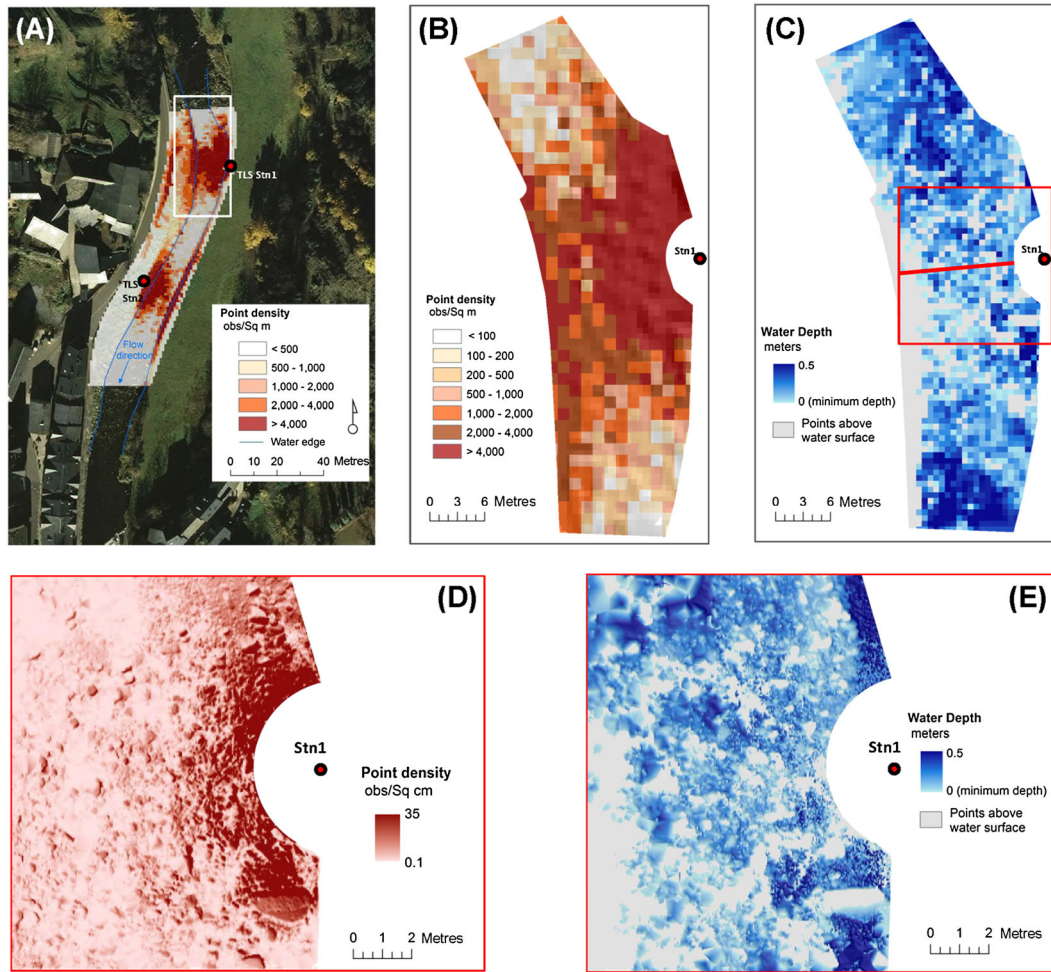 (A)
TLS Stn1
TLS
Stn2
Flow
direction
Point density
obs/Sq m
< 500
500 - 1,000
1,000 - 2,000
2,000 - 4,000
> 4,000
Water edge
0 20 40 Metres
(B)
Stn1
Point density
obs/Sq m
< 100
100 - 200
200 - 500
500 - 1,000
1,000 - 2,000
2,000 - 4,000
> 4,000
0 3 6 Metres
(C)
Stn1
Water Depth
meters
0.5
0 (minimum depth)
Points above
water surface
0 3 6 Metres
(D)
Stn1
Point density
obs/Sq cm
35
0.1
0 1 2 Metres
(E)
Stn1
Water Depth
meters
0.5
0 (minimum depth)
Points above
water surface
0 1 2 Metres